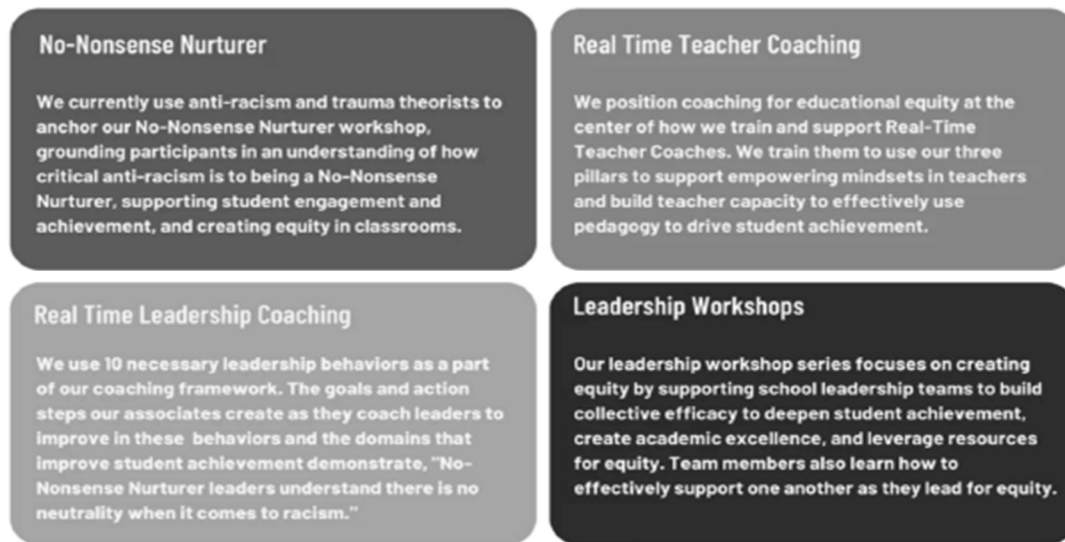 No-Nonsense Nurturer
We currently use anti-racism and trauma theorists to
anchor our No-Nonsense Nurturer workshop,
grounding participants in an understanding of how
critical anti-racism is to being a No-Nonsense
Nurturer, supporting student engagement and
achievement, and creating equity in classrooms.
Real Time Teacher Coaching
We position coaching for educational equity at the
center of how we train and support Real-Time
Teacher Coaches. We train them to use our three
pillars to support empowering mindsets in teachers
and build teacher capacity to effectively use
pedagogy to drive student achievement.
Real Time Leadership Coaching
We use 10 necessary leadership behaviors as a part
of our coaching framework. The goals and action
steps our associates create as they coach leaders to
improve in these behaviors and the domains that
improve student achievement demonstrate, "No-
Nonsense Nurturer leaders understand there is no
neutrality when it comes to racism."
Leadership Workshops
Our leadership workshop series focuses on creating
equity by supporting school leadership teams to build
collective efficacy to deepen student achievement,
create academic excellence, and leverage resources
for equity. Team members also learn how to
effectively support one another as they lead for equity.